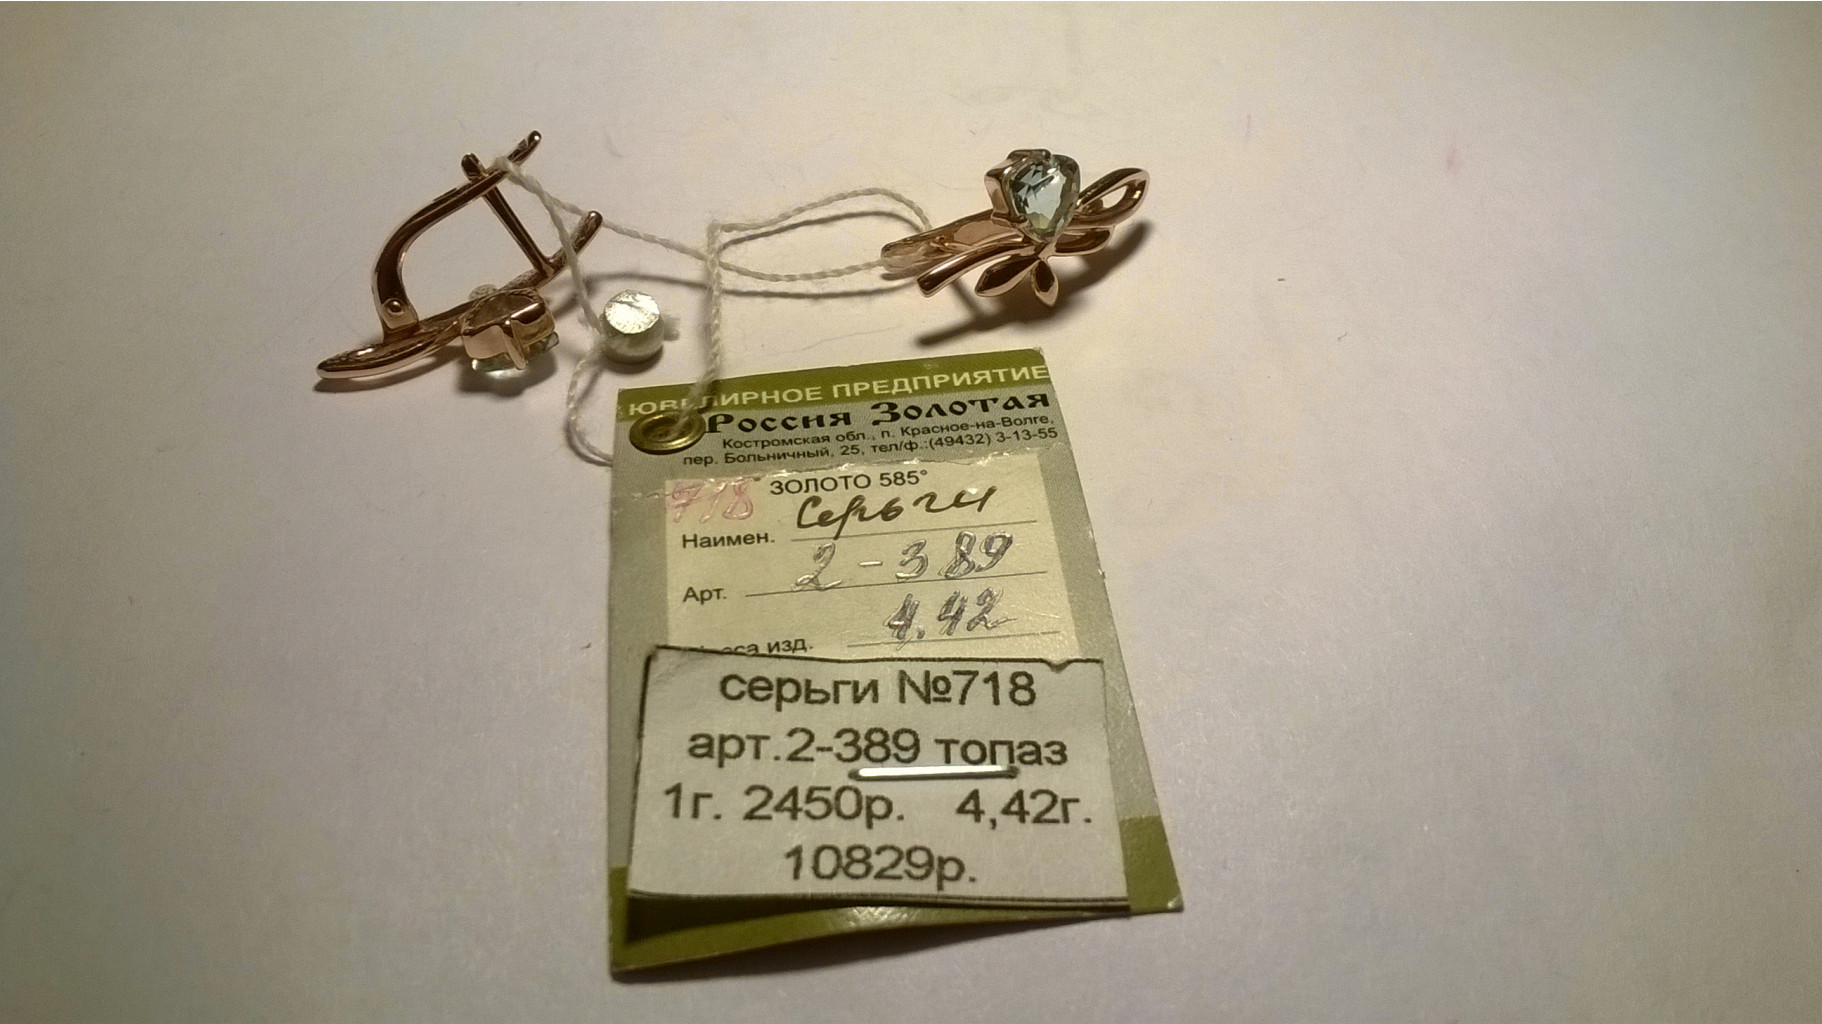 ЮВЕЛИРНОЕ ПРЕДПРИЯТИЕ
Россия Золотая
Костромская обл., п. Красное-на-Волге,
пер. Больничный, 25, тел/ф.:(49432) 3-13-55
718 ЗОЛОТО 585°
Наимен. Серьги
Арт. 2-389
изд. 4.42
серьги №718
арт.2-389 топаз
1г. 2450р. 4,42г.
10829р.